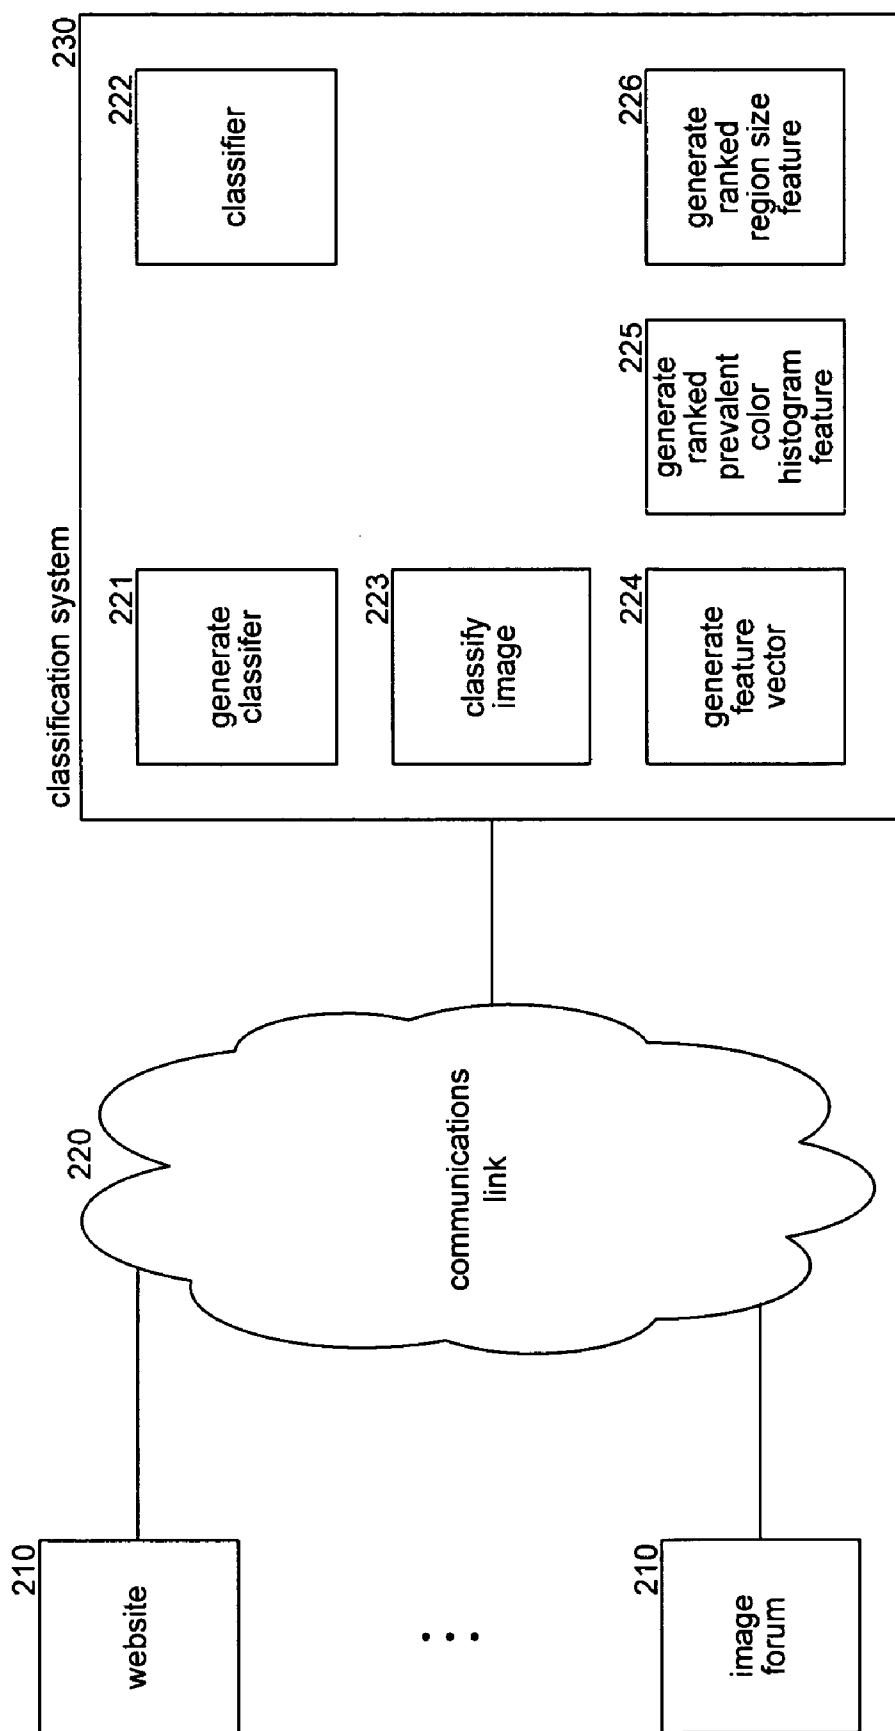 210
website
210
image
forum
220
communications
link
classification system
230
221
generate
classifer
222
classifier
223
classify
image
224
generate
feature
vector
225
generate
ranked
prevalent
color
histogram
feature
226
generate
ranked
region size
feature